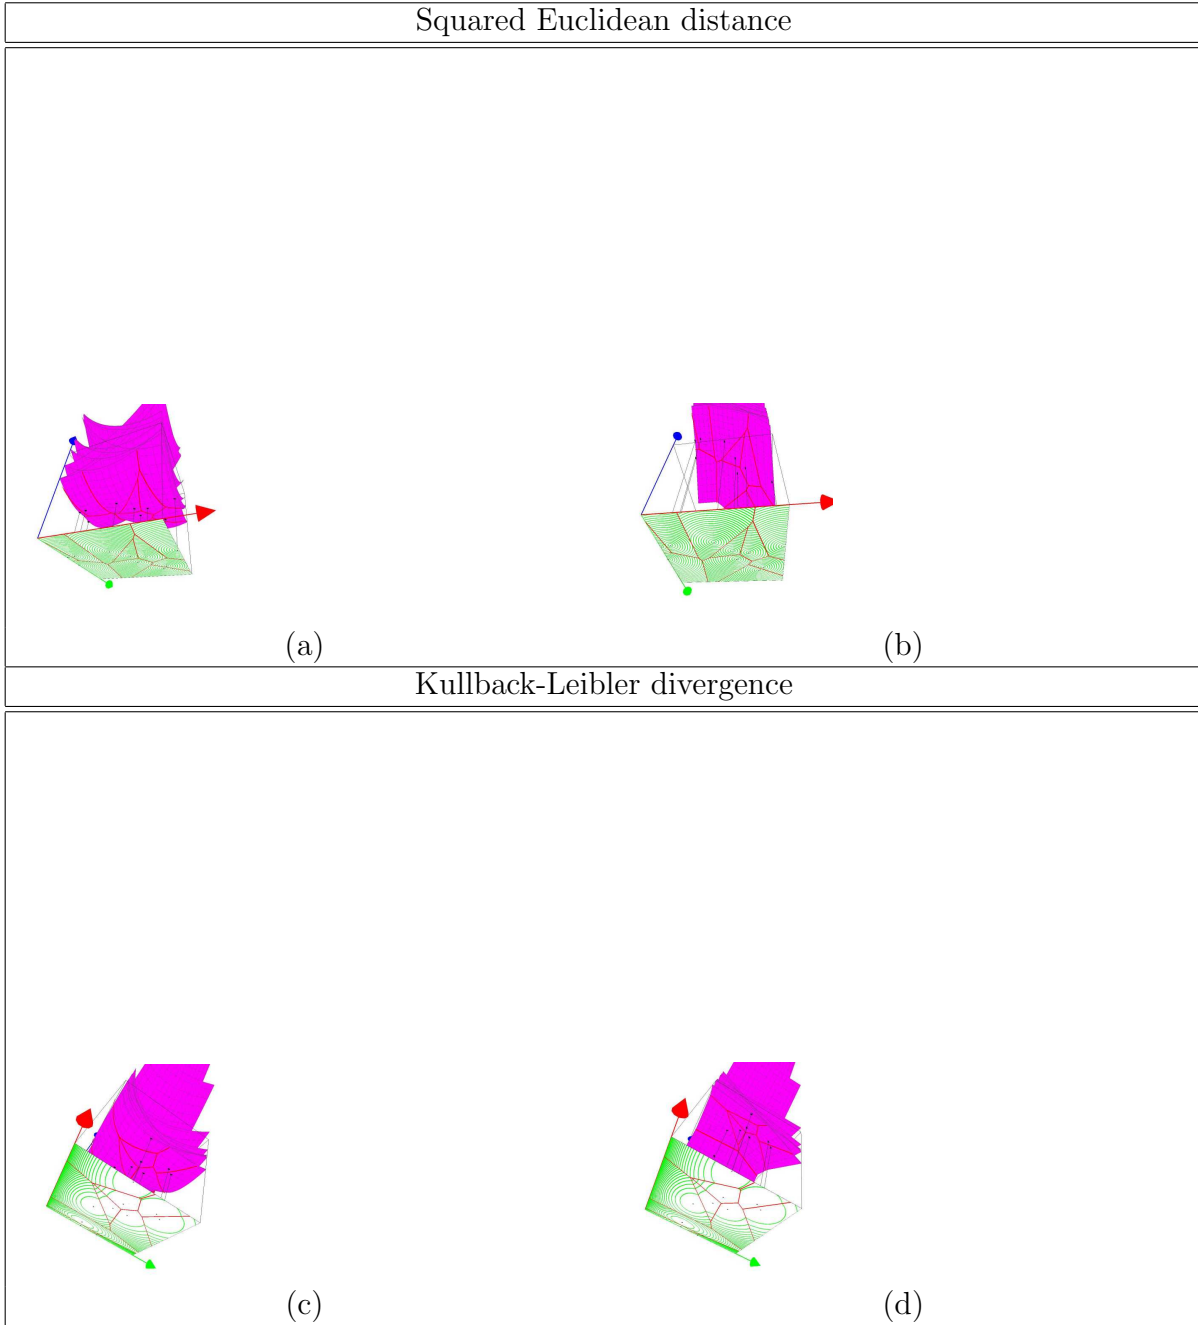 Squared Euclidean distance
(a)
(b)
Kullback-Leibler divergence
(c)
(d)